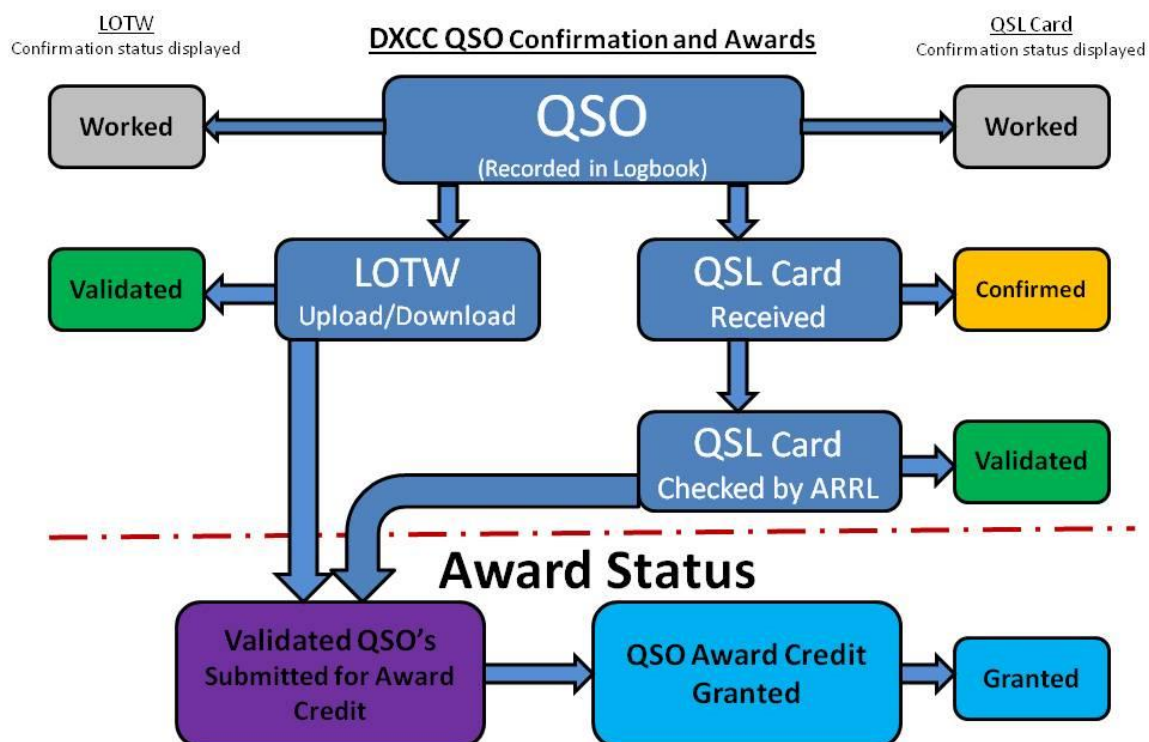 LOTW
Confirmation status displayed
DXCC QSO Confirmation and Awards
QSL Card
Confirmation status displayed
Worked
QSO
(Recorded in Logbook)
Worked
Validated
LOTW
Upload/Download
QSL Card
Received
Confirmed
QSL Card
Checked by ARRL
Validated
Award Status
Validated QSO's
Submitted for Award
Credit
QSO Award Credit
Granted
Granted